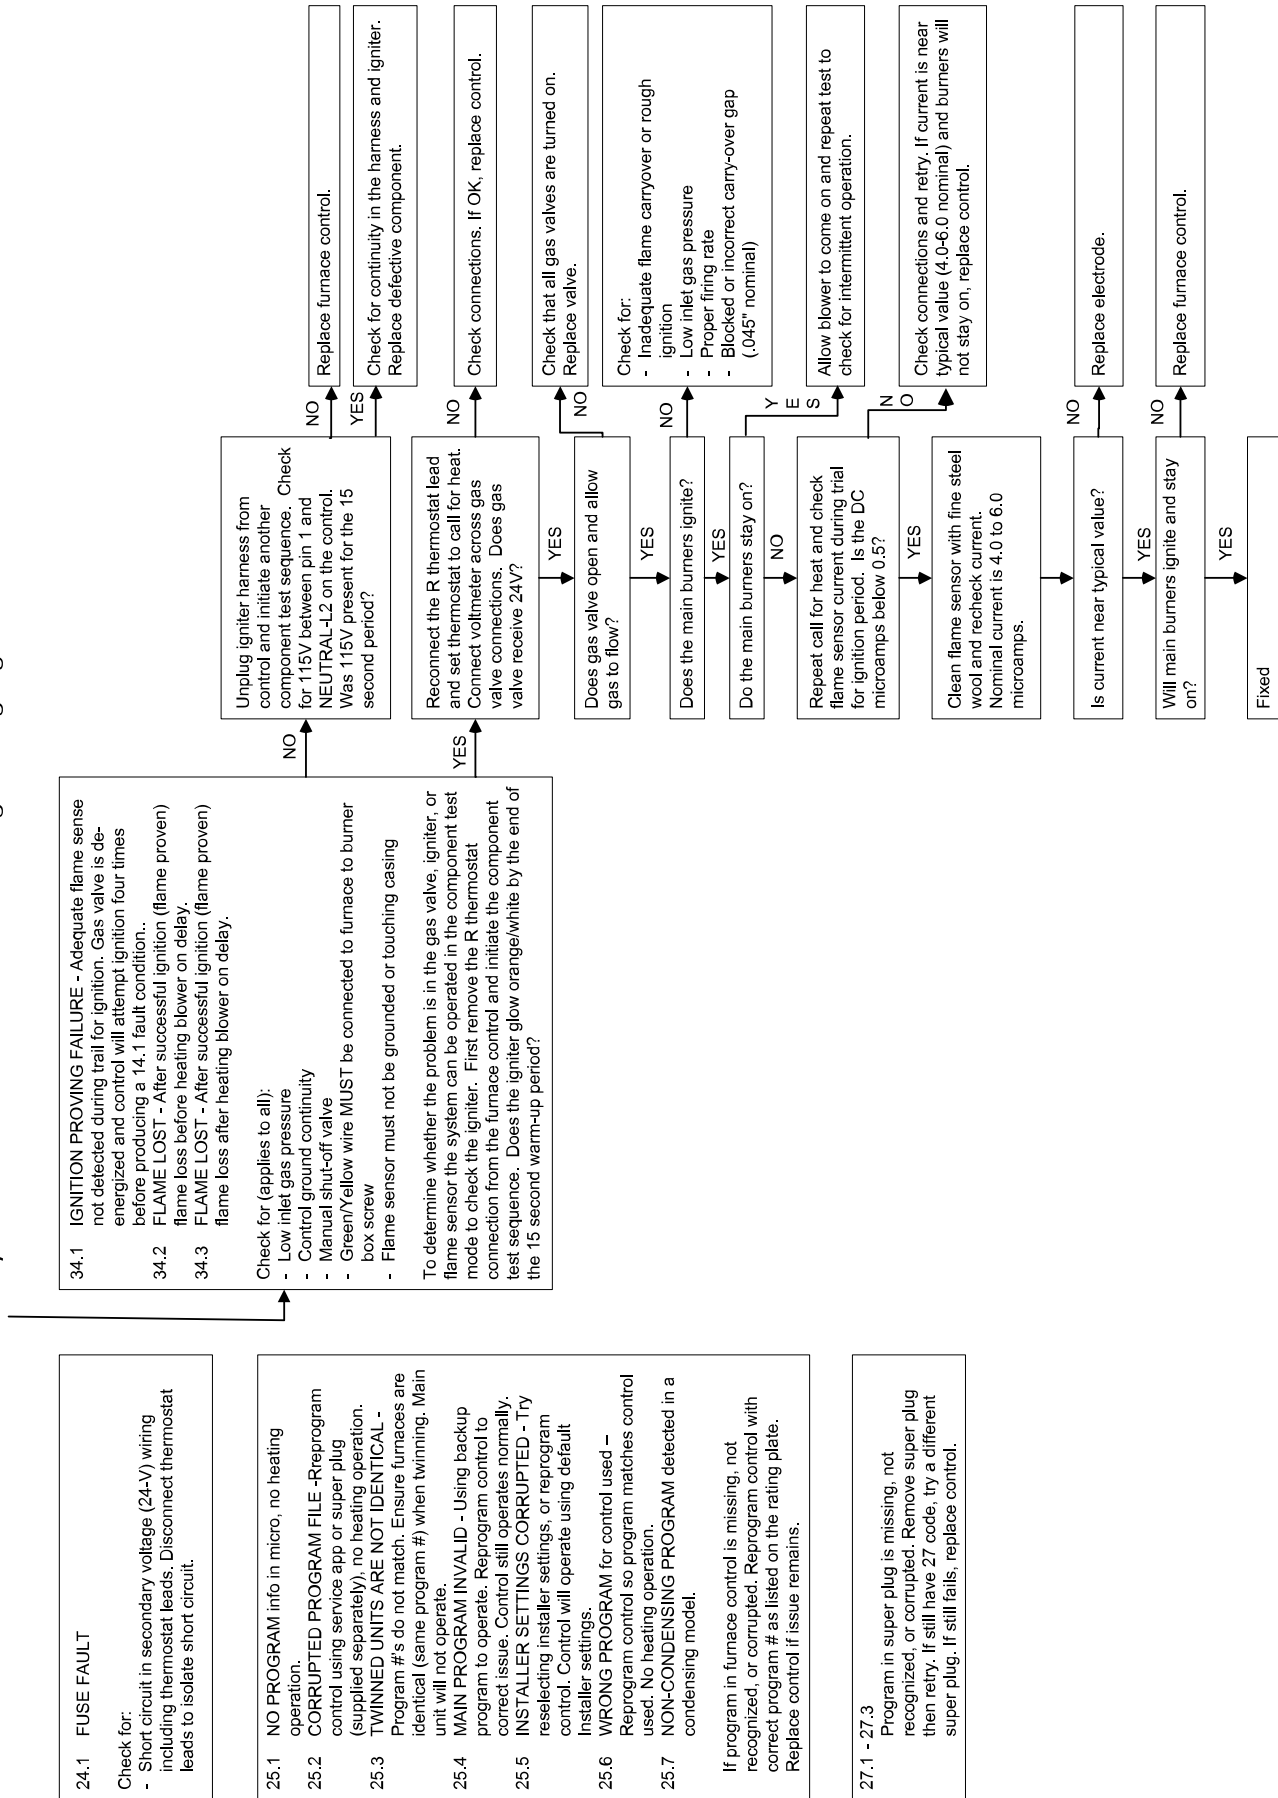 24.1 FUSE FAULT
Check for:
- Short circuit in secondary voltage (24-V) wiring
including thermostat leads. Disconnect thermostat
leads to isolate short circuit.
25.1 NO PROGRAM info in micro, no heating
operation.
25.2 CORRUPTED PROGRAM FILE -Rreprogram
control using service app or super plug
(supplied separately), no heating operation.
25.3 TWINNED UNITS ARE NOT IDENTICAL -
Program #'s do not match. Ensure furnaces are
identical (same program #) when twinning. Main
unit will not operate.
25.4 MAIN PROGRAM INVALID - Using backup
program to operate. Reprogram control to
correct issue. Control still operates normally.
25.5 INSTALLER SETTINGS CORRUPTED - Try
reselecting installer settings, or reprogram
control. Control will operate using default
Installer settings.
25.6 WRONG PROGRAM for control used –
Reprogram control so program matches control
used. No heating operation.
25.7 NON-CONDENSING PROGRAM detected in a
condensing model.
If program in furnace control is missing, not
recognized, or corrupted. Reprogram control with
correct program # as listed on the rating plate.
Replace control if issue remains.
27.1 - 27.3
Program in super plug is missing, not
recognized, or corrupted. Remove super plug
then retry. If still have 27 code, try a different
super plug. If still fails, replace control.
34.1 IGNITION PROVING FAILURE - Adequate flame sense
not detected during trail for ignition. Gas valve is de-
energized and control will attempt ignition four times
before producing a 14.1 fault condition..
34.2 FLAME LOST - After successful ignition (flame proven)
flame loss before heating blower on delay.
34.3 FLAME LOST - After successful ignition (flame proven)
flame loss after heating blower on delay.
Check for (applies to all):
- Low inlet gas pressure
- Control ground continuity
- Manual shut-off valve
- Green/Yellow wire MUST be connected to furnace to burner
box screw
- Flame sensor must not be grounded or touching casing
To determine whether the problem is in the gas valve, igniter, or
flame sensor the system can be operated in the component test
mode to check the igniter. First remove the R thermostat
connection from the furnace control and initiate the component
test sequence. Does the igniter glow orange/white by the end of
the 15 second warm-up period?
NO
YES
Unplug igniter harness from
control and initiate another
component test sequence. Check
for 115V between pin 1 and
NEUTRAL-L2 on the control.
Was 115V present for the 15
second period?
NO
Replace furnace control.
YES
Check for continuity in the harness and igniter.
Replace defective component.
Reconnect the R thermostat lead
and set thermostat to call for heat.
Connect voltmeter across gas
valve connections. Does gas
valve receive 24V?
NO
Check connections. If OK, replace control.
YES
Does gas valve open and allow
gas to flow?
NO
Check that all gas valves are turned on.
Replace valve.
YES
Does the main burners ignite?
NO
Check for:
- Inadequate flame carryover or rough
ignition
- Low inlet gas pressure
- Proper firing rate
- Blocked or incorrect carry-over gap
(.045" nominal)
YES
Do the main burners stay on?
Y
E
S
Allow blower to come on and repeat test to
check for intermittent operation.
NO
Repeat call for heat and check
flame sensor current during trial
for ignition period. Is the DC
microamps below 0.5?
N
O
Check connections and retry. If current is near
typical value (4.0-6.0 nominal) and burners will
not stay on, replace control.
YES
Clean flame sensor with fine steel
wool and recheck current.
Nominal current is 4.0 to 6.0
microamps.
Is current near typical value?
NO
Replace electrode.
YES
Will main burners ignite and stay
on?
NO
Replace furnace control.
YES
Fixed